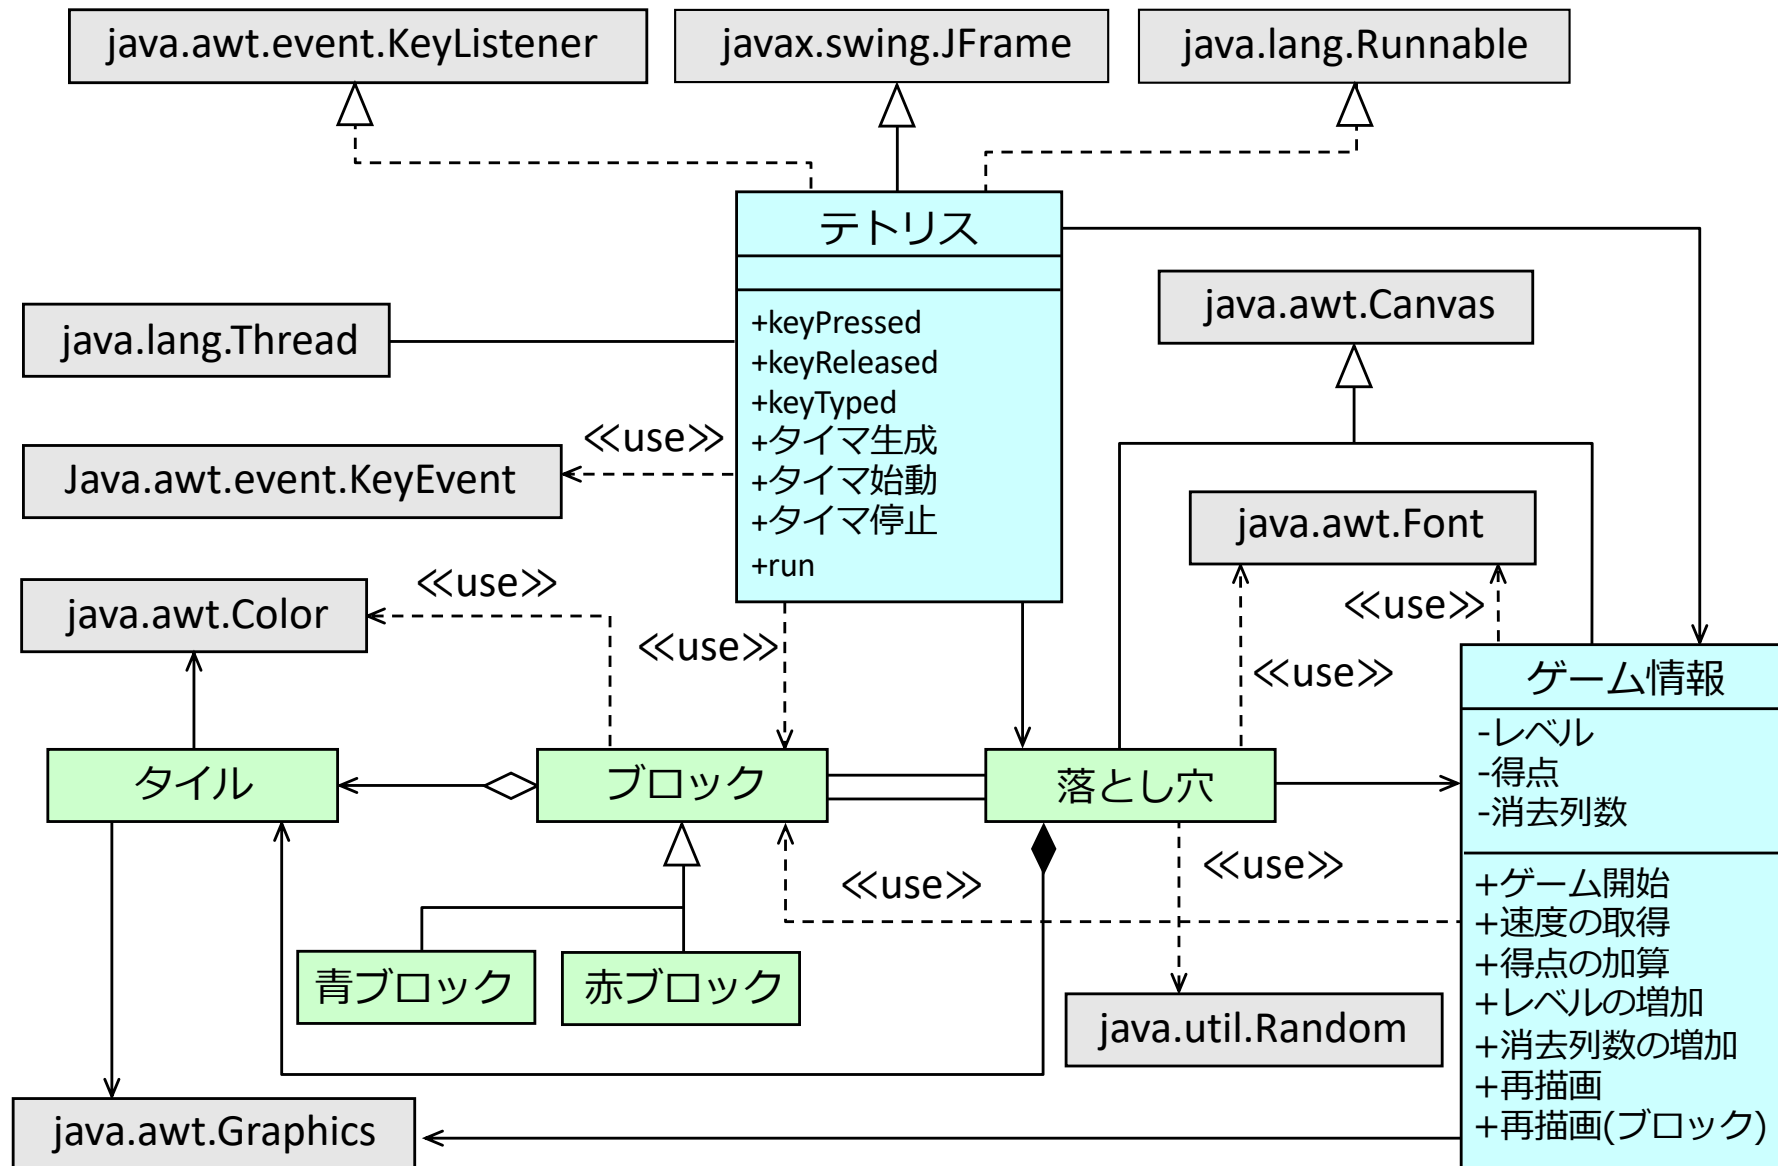 java.awt.event.KeyListener
javax.swing.JFrame
java.lang.Runnable
テトリス
+keyPressed
+keyReleased
+keyTyped
+タイマ生成
+タイマ始動
+タイマ停止
+run
java.lang.Thread
java.awt.Canvas
≪use≫
Java.awt.event.KeyEvent
java.awt.Font
≪use≫
java.awt.Color
≪use≫
≪use≫
≪use≫
ゲーム情報
-レベル
-得点
-消去列数
+ゲーム開始
+速度の取得
+得点の加算
+レベルの増加
+消去列数の増加
+再描画
+再描画(ブロック)
タイル
ブロック
落とし穴
≪use≫
≪use≫
青ブロック
赤ブロック
java.util.Random
java.awt.Graphics